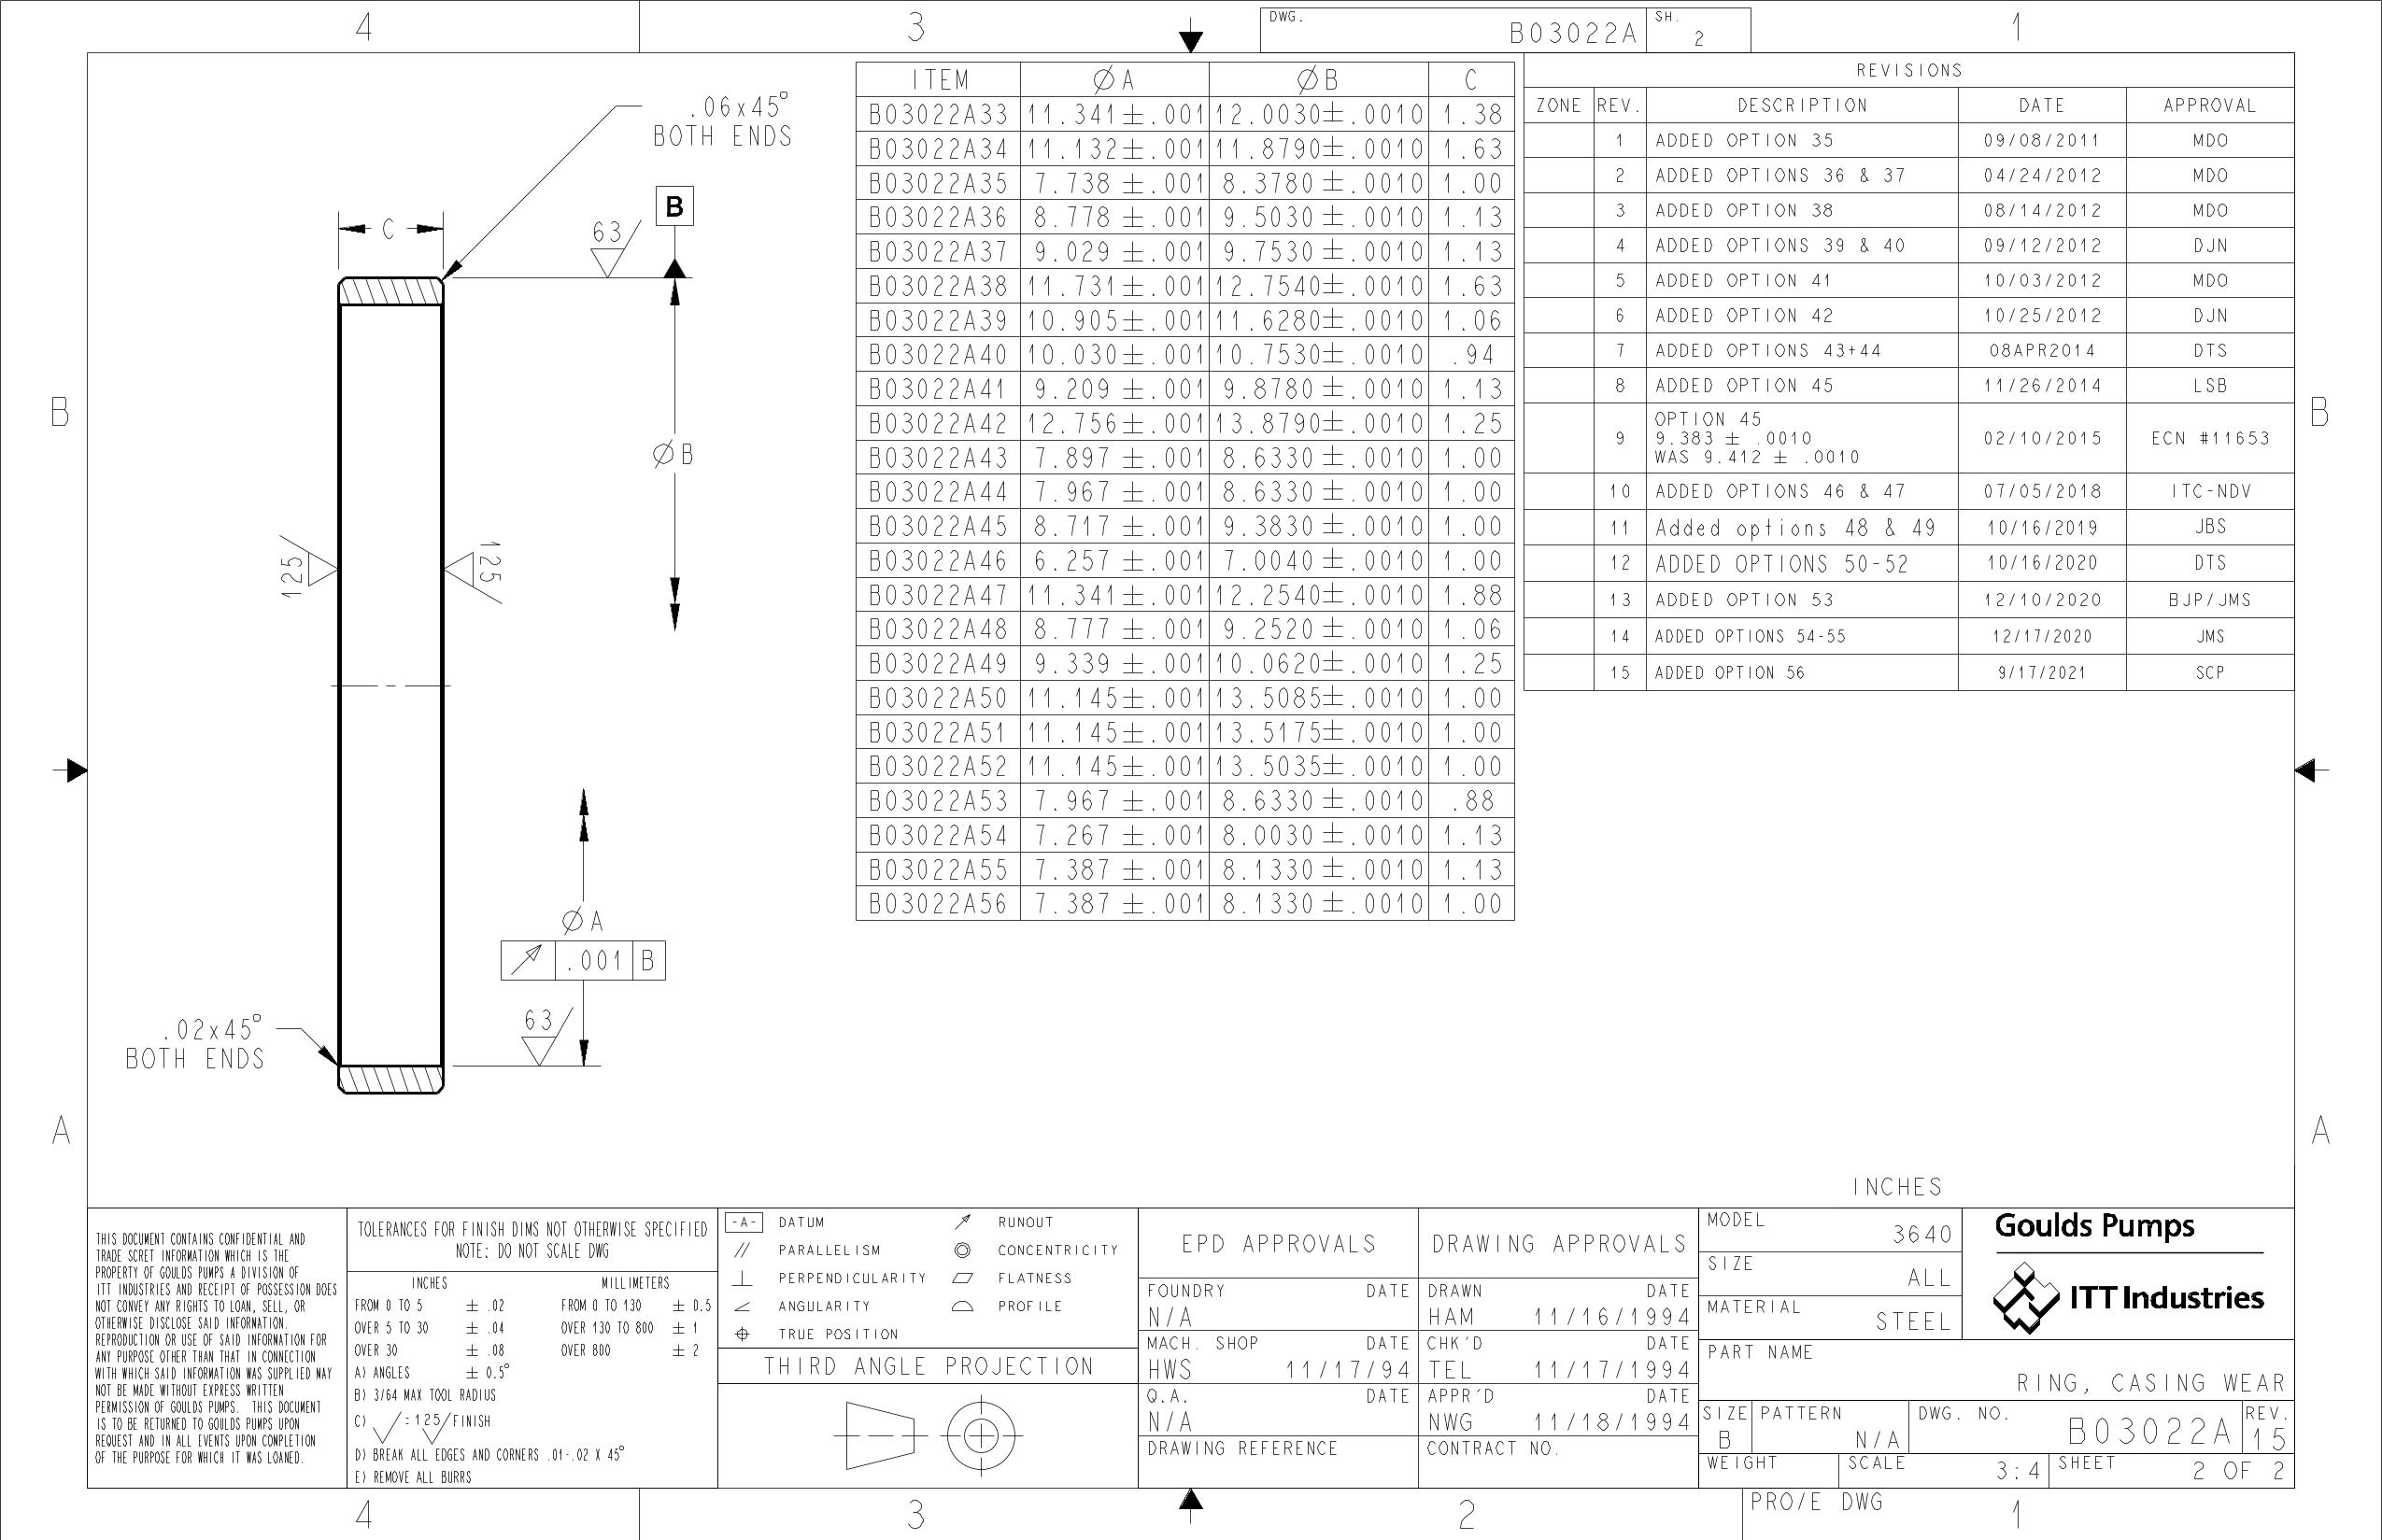 4
3
DWG.
B03022A
SH.
2
1
.06x45°
BOTH ENDS
B
C
63
ØB
125
125
ØA
.001 B
63
.02x45°
BOTH ENDS
B
A
B
A
ITEM ØA ØB C
B03022A33 11.341±.001 12.0030±.0010 1.38
B03022A34 11.132±.001 11.8790±.0010 1.63
B03022A35 7.738 ±.001 8.3780 ±.0010 1.00
B03022A36 8.778 ±.001 9.5030 ±.0010 1.13
B03022A37 9.029 ±.001 9.7530 ±.0010 1.13
B03022A38 11.731±.001 12.7540±.0010 1.63
B03022A39 10.905±.001 11.6280±.0010 1.06
B03022A40 10.030±.001 10.7530±.0010 .94
B03022A41 9.209 ±.001 9.8780 ±.0010 1.13
B03022A42 12.756±.001 13.8790±.0010 1.25
B03022A43 7.897 ±.001 8.6330 ±.0010 1.00
B03022A44 7.967 ±.001 8.6330 ±.0010 1.00
B03022A45 8.717 ±.001 9.3830 ±.0010 1.00
B03022A46 6.257 ±.001 7.0040 ±.0010 1.00
B03022A47 11.341±.001 12.2540±.0010 1.88
B03022A48 8.777 ±.001 9.2520 ±.0010 1.06
B03022A49 9.339 ±.001 10.0620±.0010 1.25
B03022A50 11.145±.001 13.5085±.0010 1.00
B03022A51 11.145±.001 13.5175±.0010 1.00
B03022A52 11.145±.001 13.5035±.0010 1.00
B03022A53 7.967 ±.001 8.6330 ±.0010 .88
B03022A54 7.267 ±.001 8.0030 ±.0010 1.13
B03022A55 7.387 ±.001 8.1330 ±.0010 1.13
B03022A56 7.387 ±.001 8.1330 ±.0010 1.00
REVISIONS
ZONE REV. DESCRIPTION DATE APPROVAL
1 ADDED OPTION 35 09/08/2011 MDO
2 ADDED OPTIONS 36 & 37 04/24/2012 MDO
3 ADDED OPTION 38 08/14/2012 MDO
4 ADDED OPTIONS 39 & 40 09/12/2012 DJN
5 ADDED OPTION 41 10/03/2012 MDO
6 ADDED OPTION 42 10/25/2012 DJN
7 ADDED OPTIONS 43+44 08APR2014 DTS
8 ADDED OPTION 45 11/26/2014 LSB
OPTION 45
9 9.383 ± .0010 02/10/2015 ECN #11653
WAS 9.412 ± .0010
10 ADDED OPTIONS 46 & 47 07/05/2018 ITC-NDV
11 Added options 48 & 49 10/16/2019 JBS
12 ADDED OPTIONS 50-52 10/16/2020 DTS
13 ADDED OPTION 53 12/10/2020 BJP/JMS
14 ADDED OPTIONS 54-55 12/17/2020 JMS
15 ADDED OPTION 56 9/17/2021 SCP
INCHES
THIS DOCUMENT CONTAINS CONFIDENTIAL AND
TRADE SCRET INFORMATION WHICH IS THE
PROPERTY OF GOULDS PUMPS A DIVISION OF
ITT INDUSTRIES AND RECEIPT OF POSSESSION DOES
NOT CONVEY ANY RIGHTS TO LOAN, SELL, OR
OTHERWISE DISCLOSE SAID INFORMATION.
REPRODUCTION OR USE OF SAID INFORMATION FOR
ANY PURPOSE OTHER THAN THAT IN CONNECTION
WITH WHICH SAID INFORMATION WAS SUPPLIED MAY
NOT BE MADE WITHOUT EXPRESS WRITTEN
PERMISSION OF GOULDS PUMPS. THIS DOCUMENT
IS TO BE RETURNED TO GOULDS PUMPS UPON
REQUEST AND IN ALL EVENTS UPON COMPLETION
OF THE PURPOSE FOR WHICH IT WAS LOANED.
TOLERANCES FOR FINISH DIMS NOT OTHERWISE SPECIFIED
NOTE: DO NOT SCALE DWG
INCHES MILLIMETERS
FROM 0 TO 5 ± .02 FROM 0 TO 130 ± 0.5
OVER 5 TO 30 ± .04 OVER 130 TO 800 ± 1
OVER 30 ± .08 OVER 800 ± 2
A) ANGLES ± 0.5°
B) 3/64 MAX TOOL RADIUS
C) √ = 125/ FINISH
D) BREAK ALL EDGES AND CORNERS .01-.02 X 45°
E) REMOVE ALL BURRS
-A- DATUM RUNOUT
PARALLELISM CONCENTRICITY
PERPENDICULARITY FLATNESS
ANGULARITY PROFILE
TRUE POSITION
THIRD ANGLE PROJECTION
EPD APPROVALS
FOUNDRY DATE
N/A
MACH. SHOP DATE
HWS 11/17/94
Q.A. DATE
N/A
DRAWING REFERENCE
DRAWING APPROVALS
DRAWN DATE
HAM 11/16/1994
CHK'D DATE
TEL 11/17/1994
APPR'D DATE
NWG 11/18/1994
CONTRACT NO.
MODEL
3640
SIZE
ALL
MATERIAL
STEEL
Goulds Pumps
ITT Industries
PART NAME
RING, CASING WEAR
SIZE
B
PATTERN
N/A
DWG. NO.
B03022A
REV.
15
WEIGHT
SCALE
3:4
SHEET
2 OF 2
4
3
2
PRO/E DWG
1